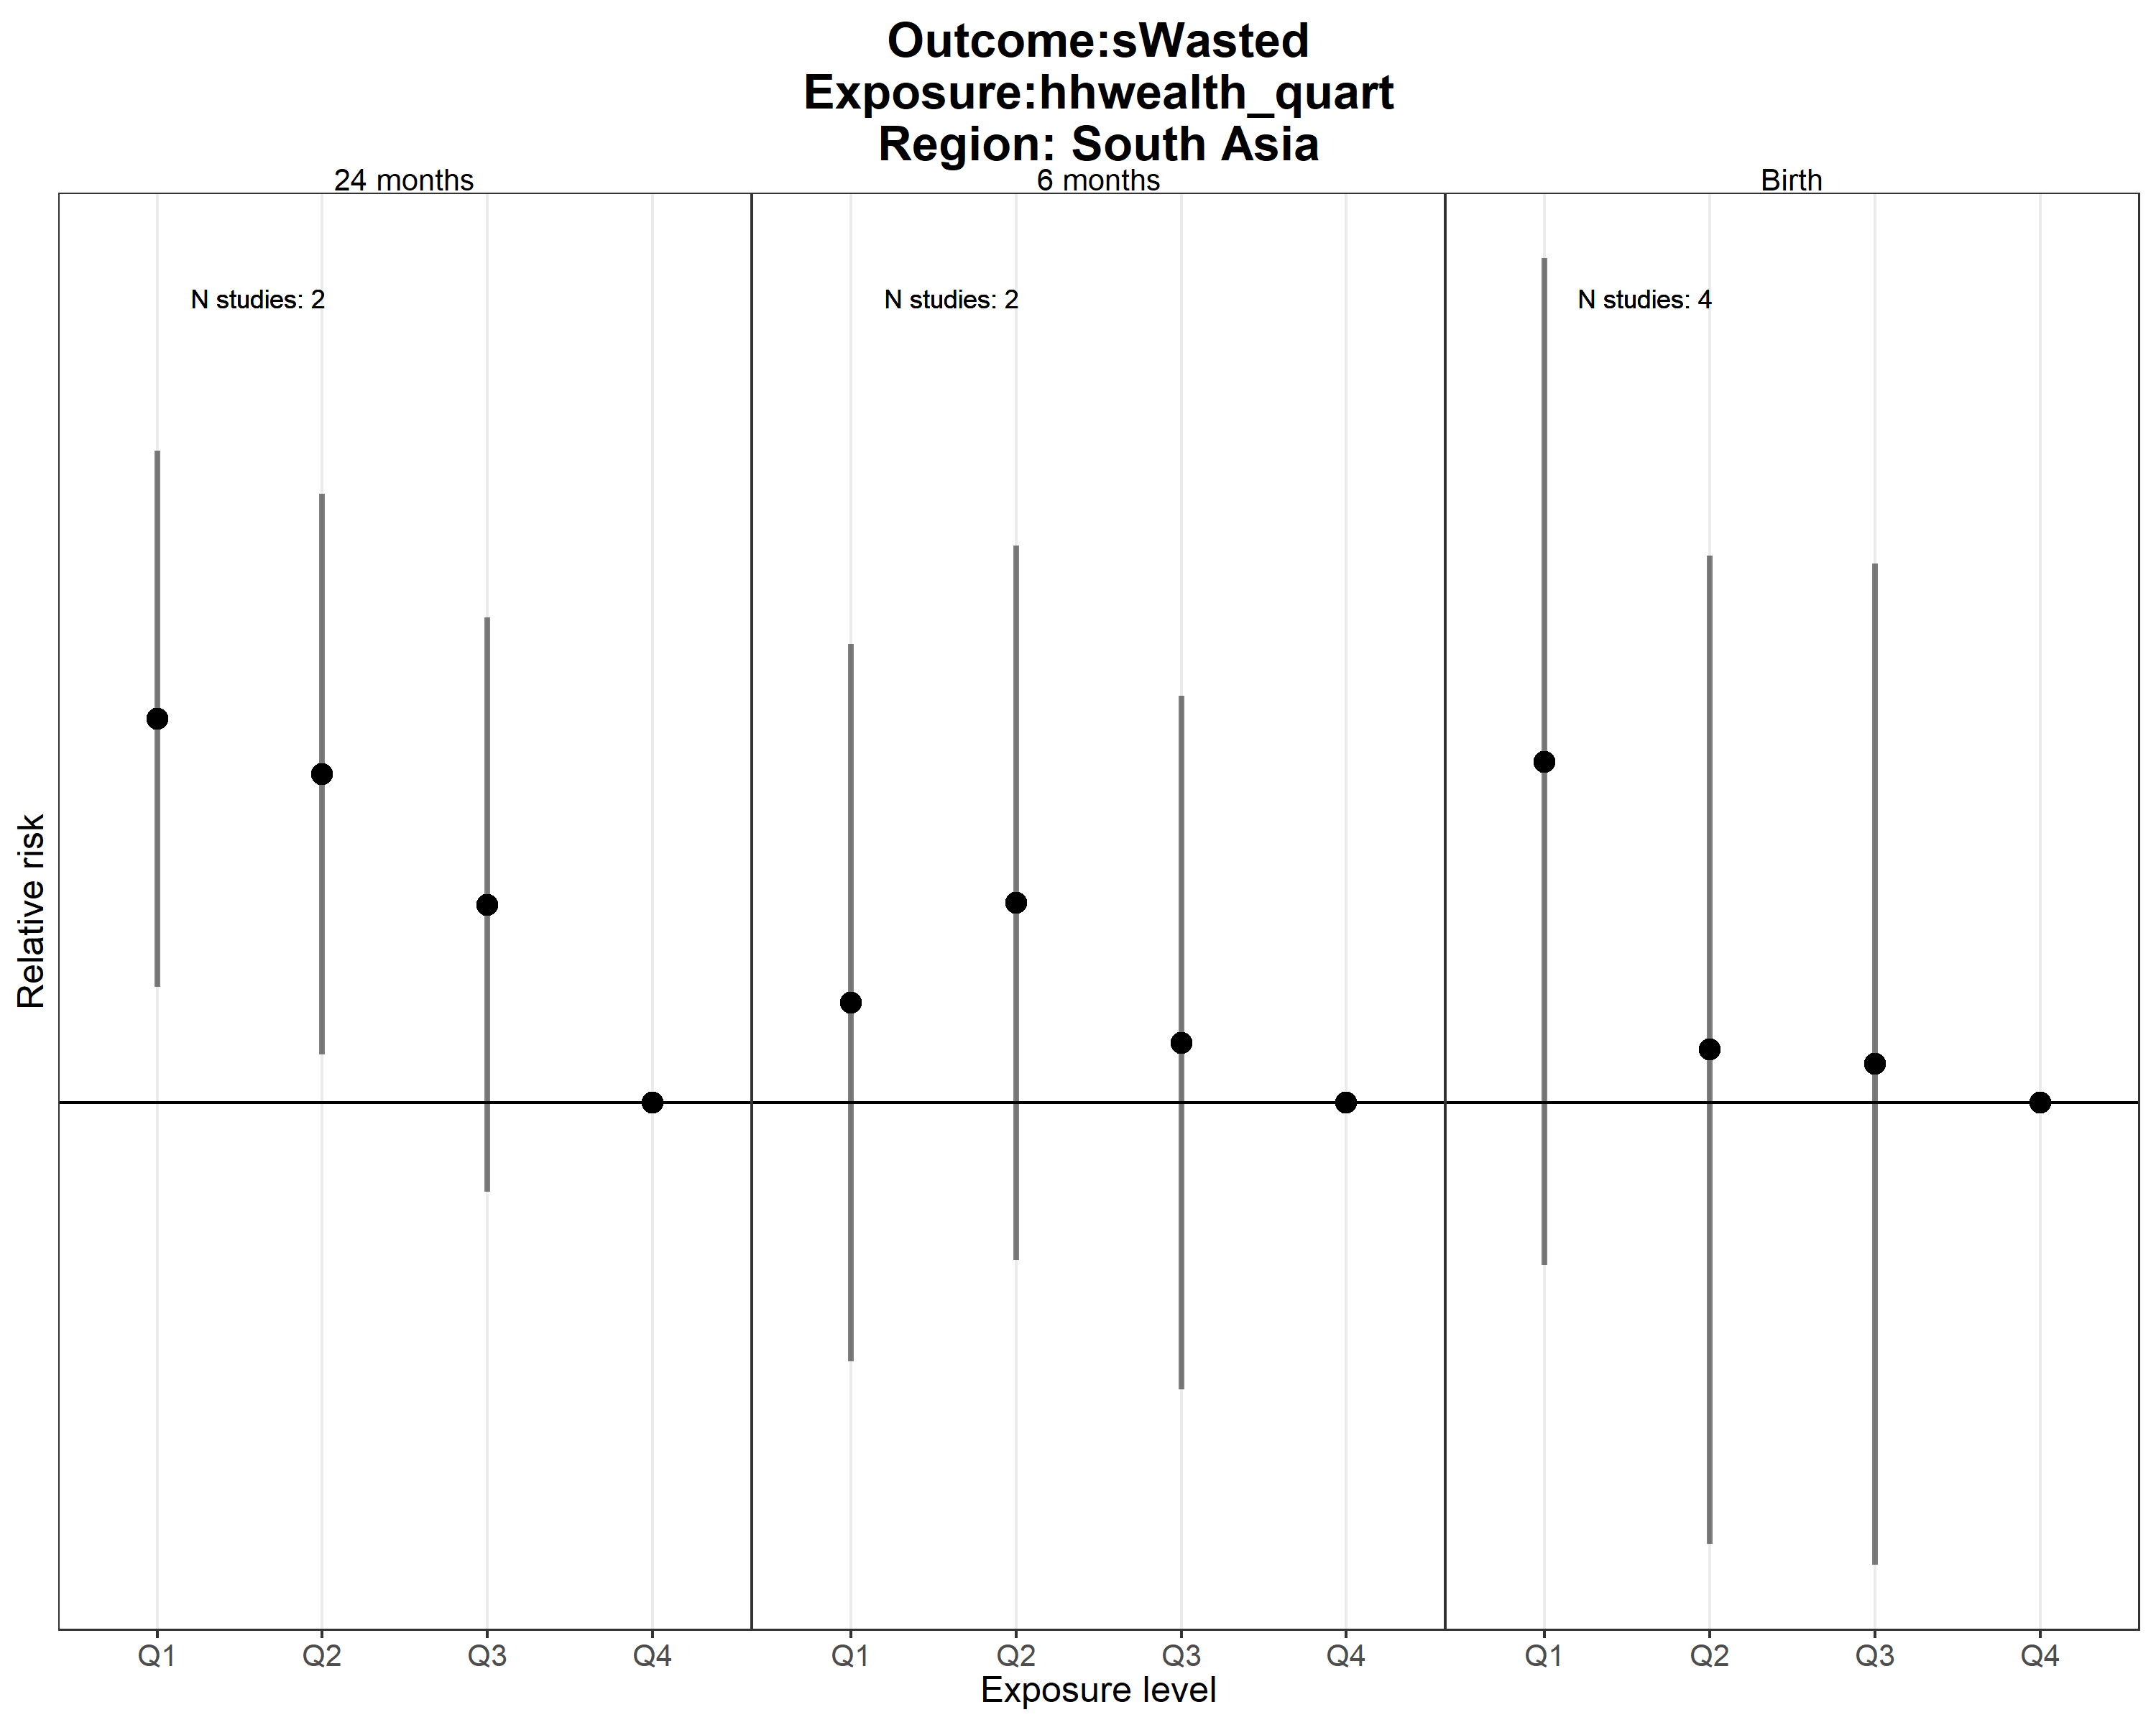 Outcome:sWasted
Exposure:hhwealth_quart
Region: South Asia
24 months
6 months
Birth
N studies: 2
N studies: 2
N studies: 4
Relative risk
Q1
Q2
Q3
Q4
Q1
Q2
Q3
Q4
Q1
Q2
Q3
Q4
Exposure level